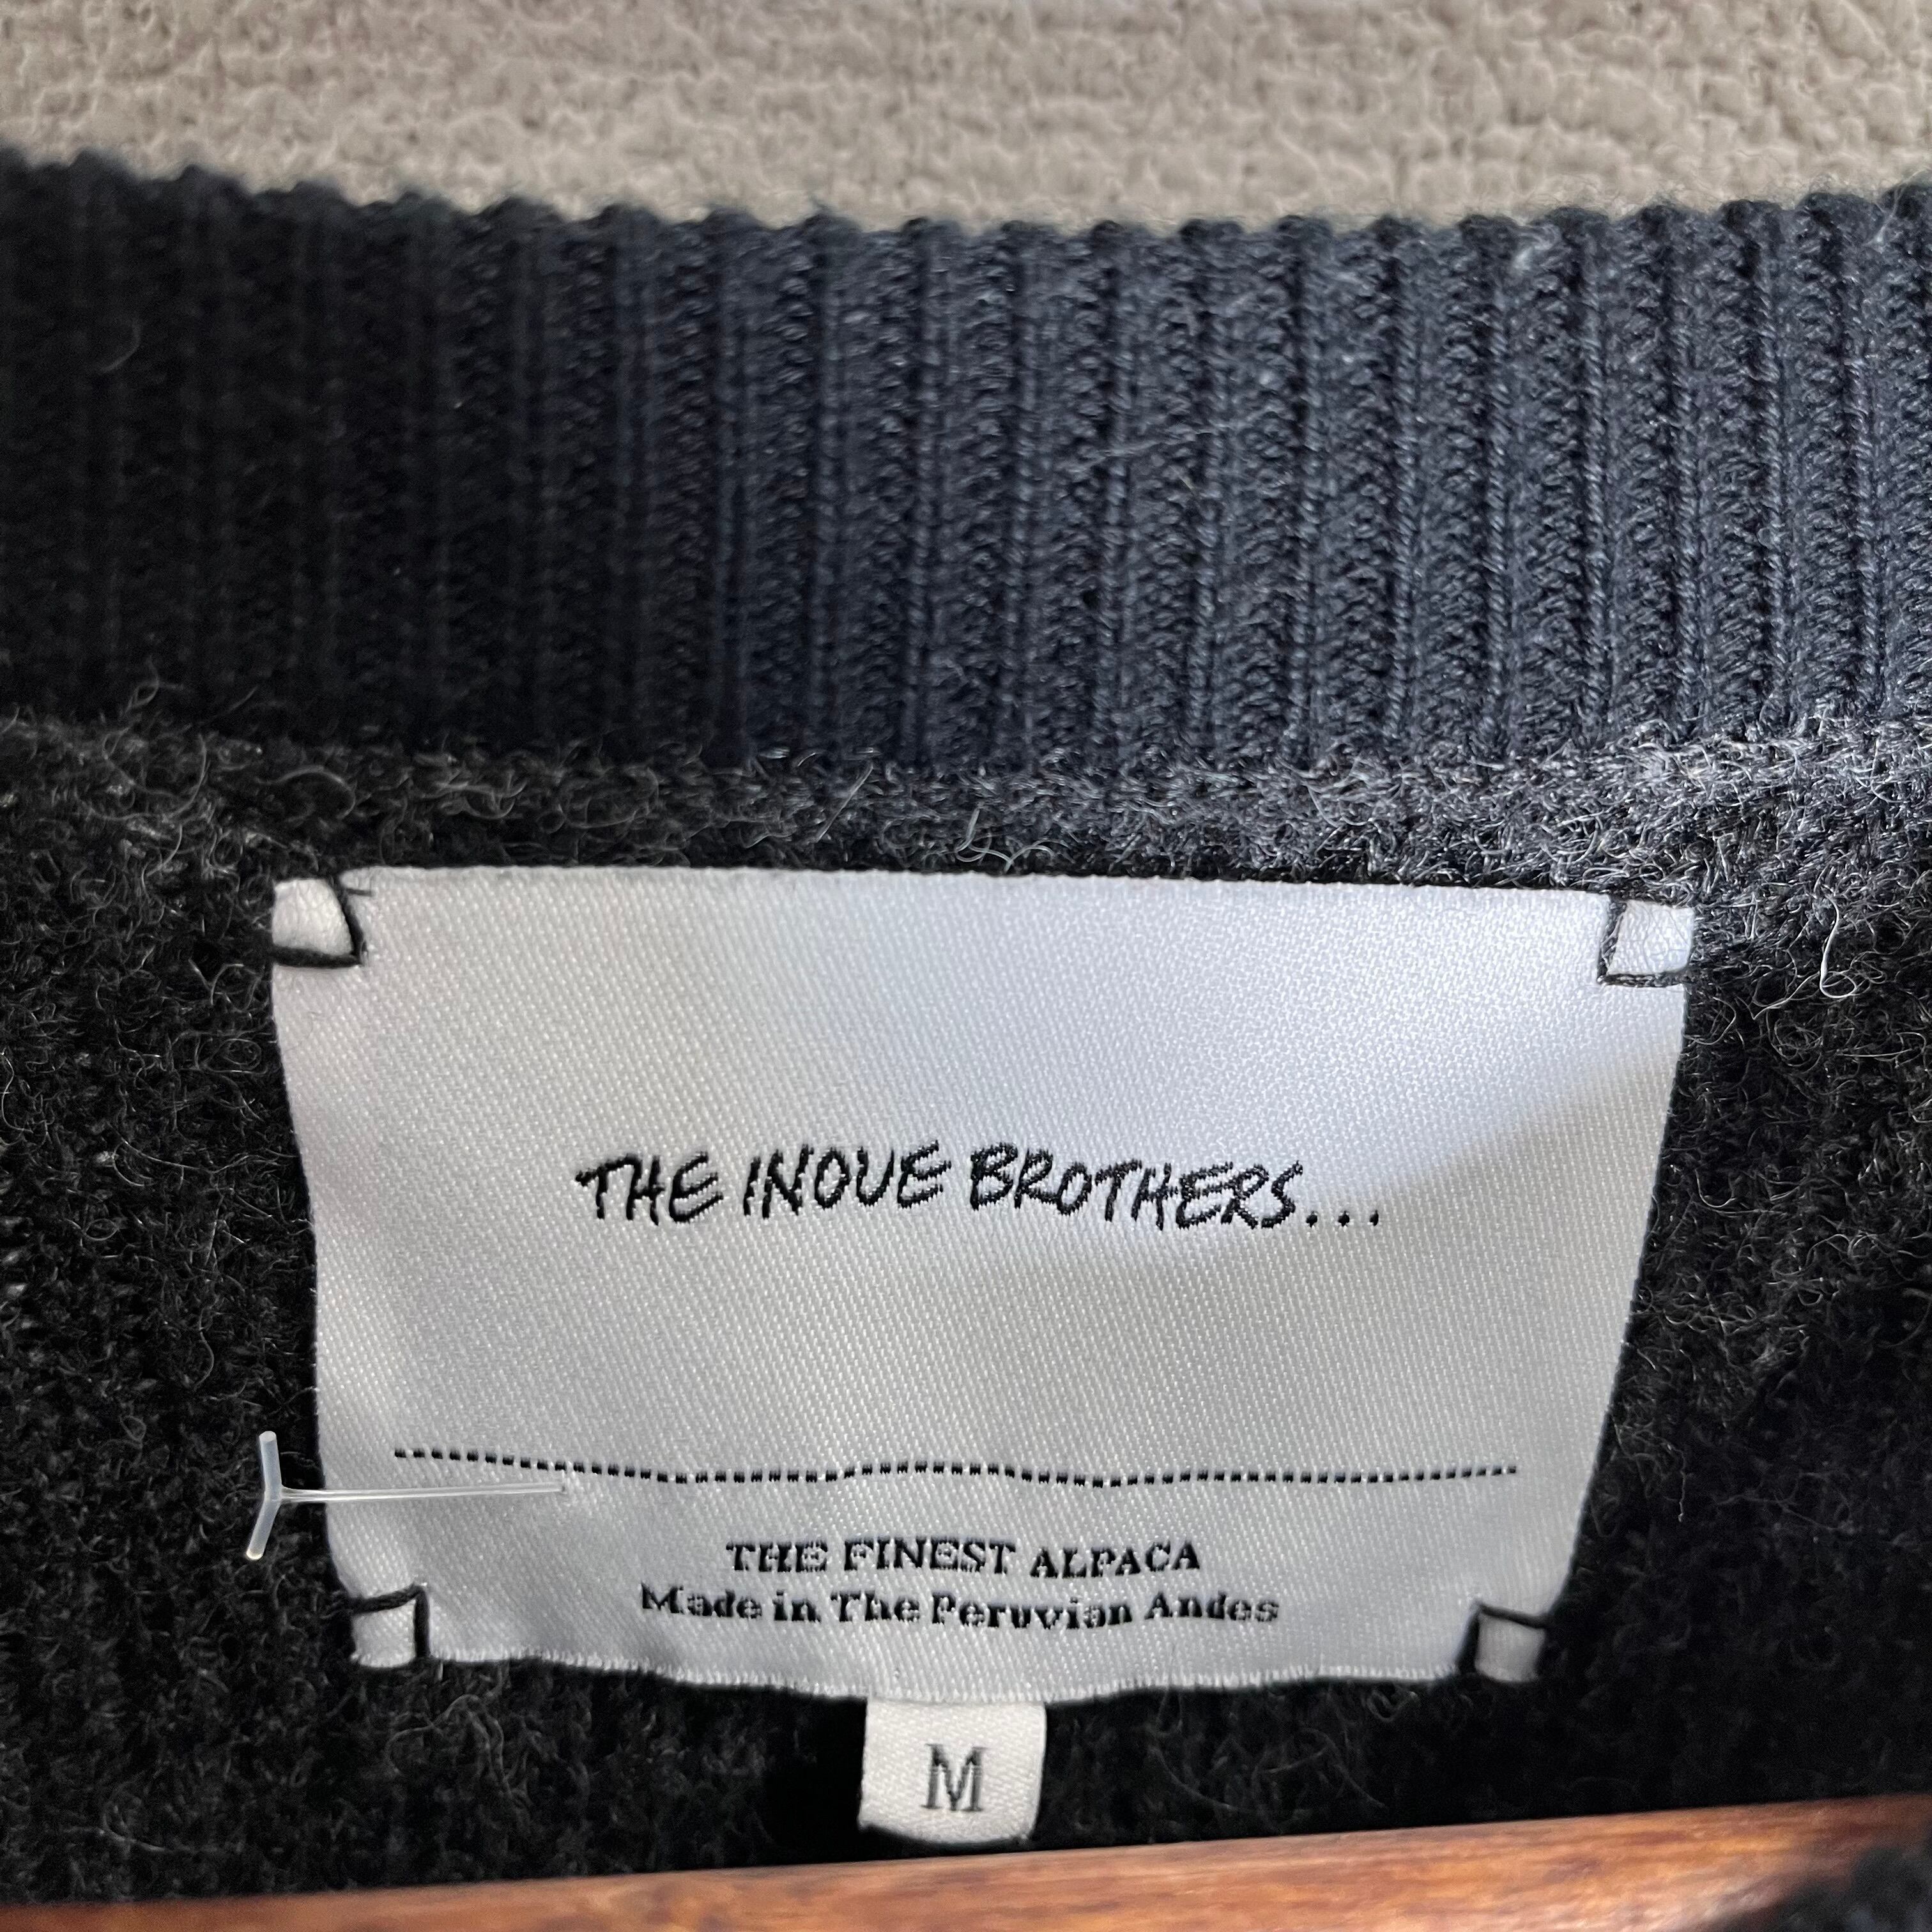 THE INOUE BROTHERS...
THE FINEST ALPACA
Made in The Peruvian Andes
M